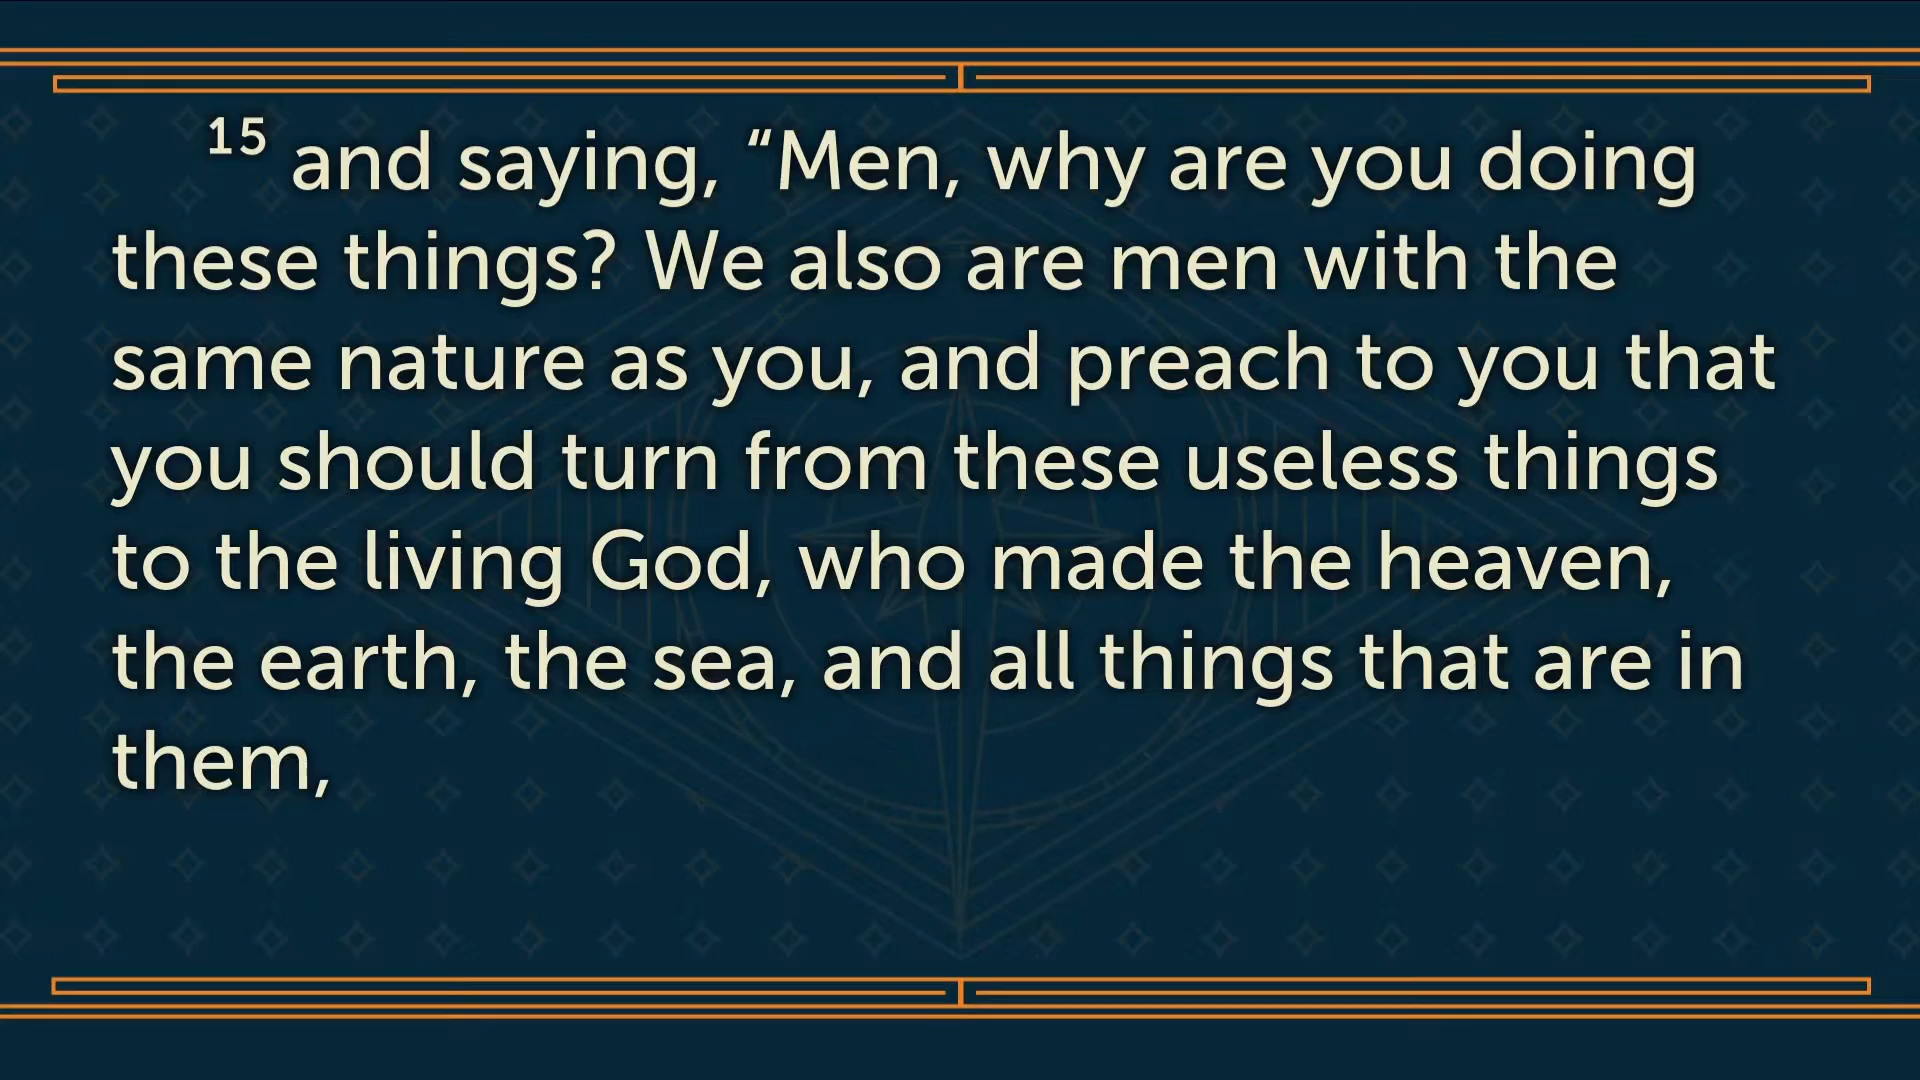 15 and saying, “Men, why are you doing
these things? We also are men with the
same nature as you, and preach to you that
you should turn from these useless things
to the living God, who made the heaven,
the earth, the sea, and all things that are in
them,